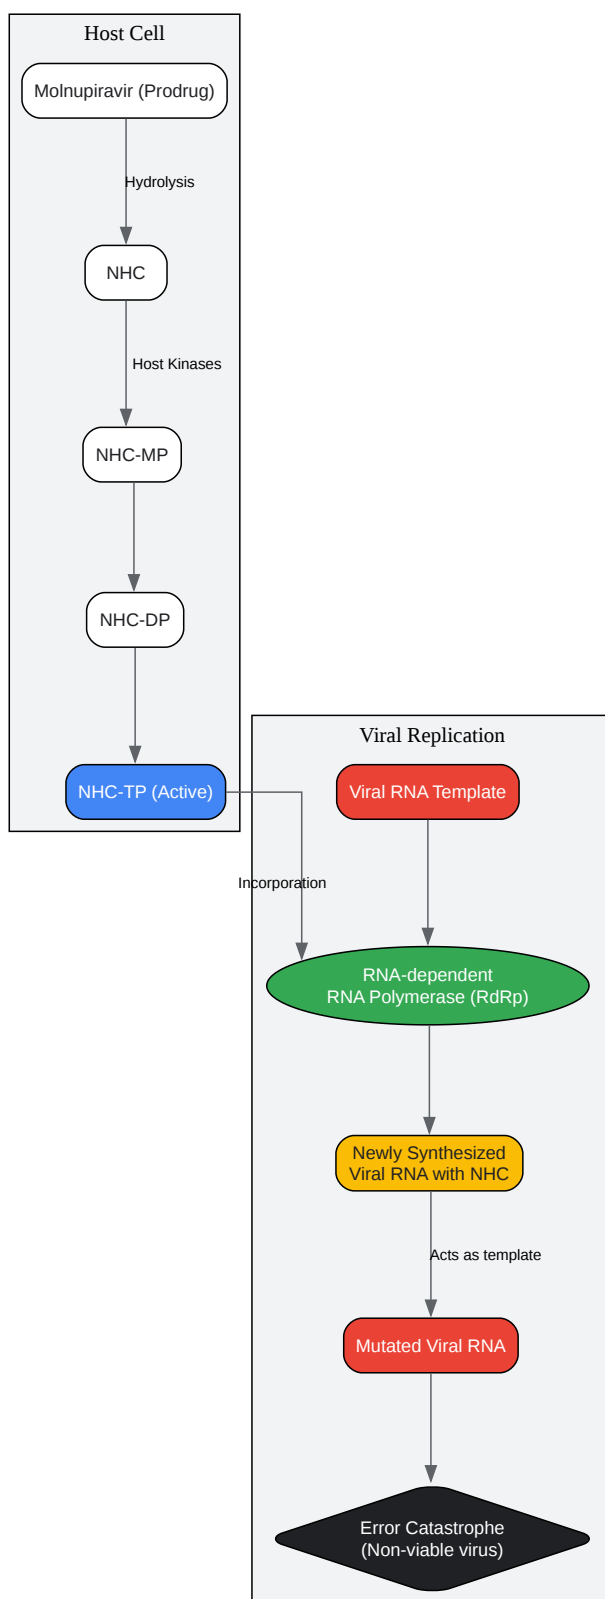 Host Cell
Molnupiravir (Prodrug)
Hydrolysis
NHC
Host Kinases
NHC-MP
NHC-DP
NHC-TP (Active)
Viral Replication
Viral RNA Template
Incorporation
RNA-dependent
RNA Polymerase (RdRp)
Newly Synthesized
Viral RNA with NHC
Acts as template
Mutated Viral RNA
Error Catastrophe
(Non-viable virus)